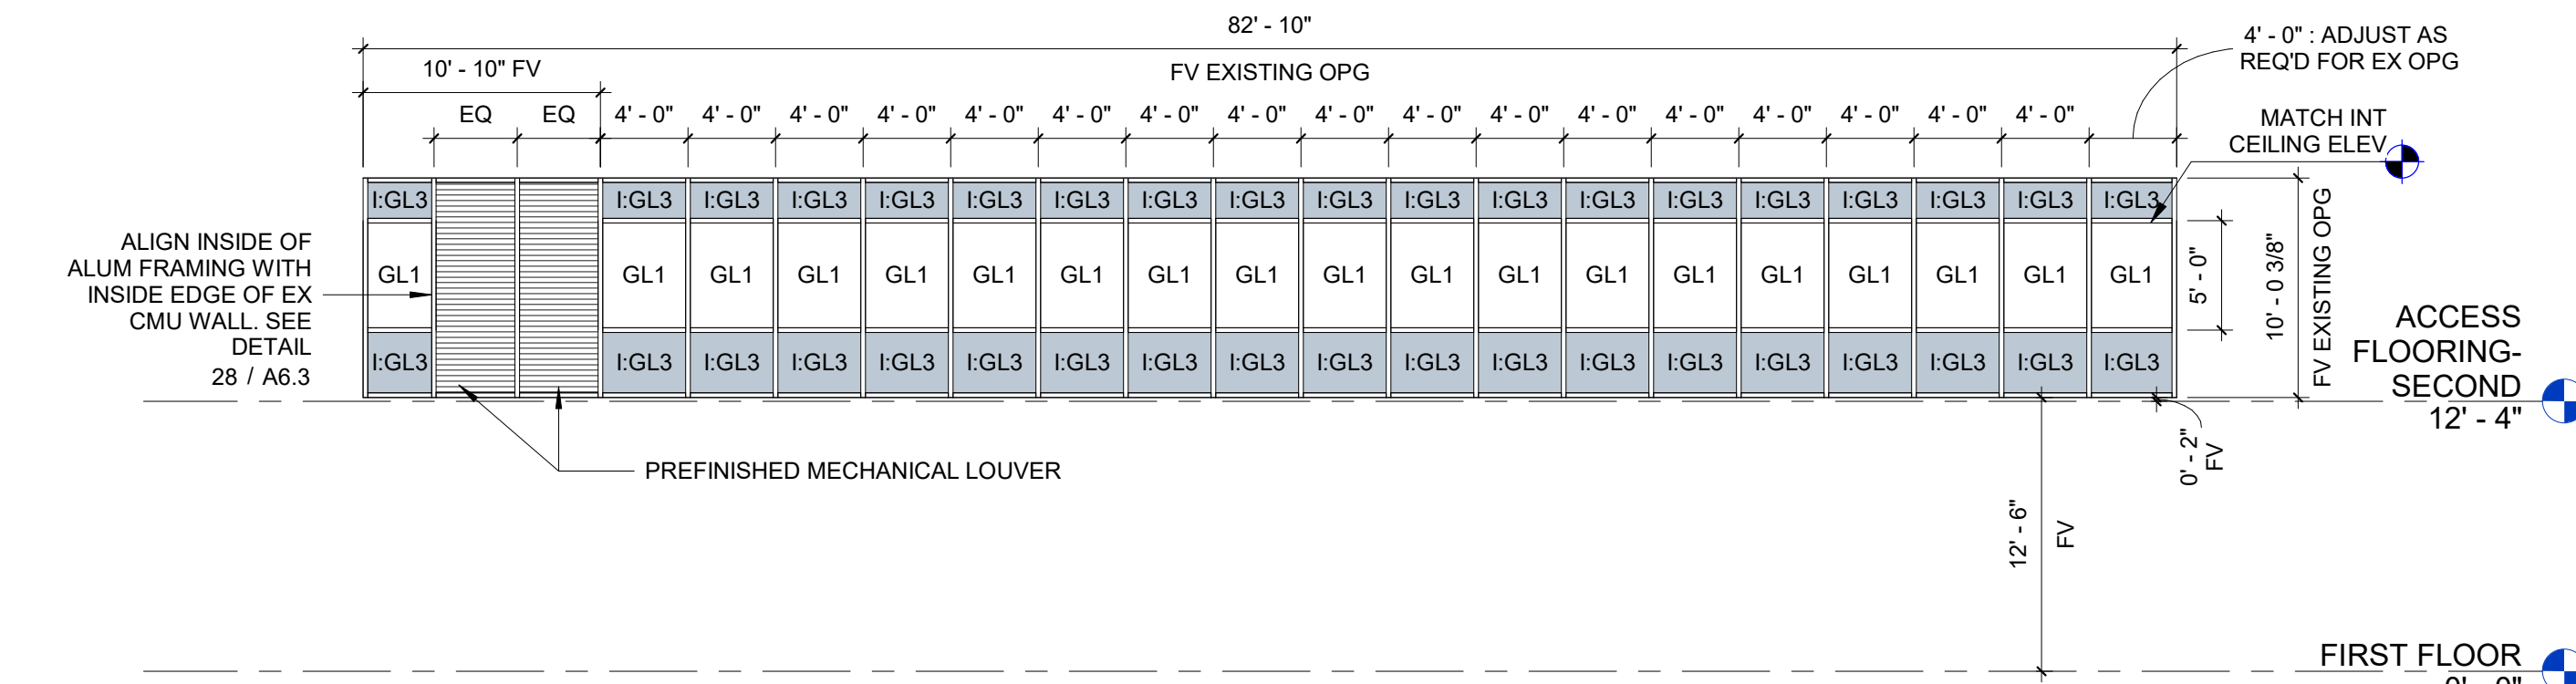 82' - 10"
4' - 0" : ADJUST AS
REQ'D FOR EX OPG
10' - 10" FV
FV EXISTING OPG
EQ EQ 4' - 0" 4' - 0" 4' - 0" 4' - 0" 4' - 0" 4' - 0" 4' - 0" 4' - 0" 4' - 0" 4' - 0" 4' - 0" 4' - 0" 4' - 0" 4' - 0" 4' - 0" 4' - 0" 4' - 0"
MATCH INT
CEILING ELEV
I:GL3 I:GL3 I:GL3 I:GL3 I:GL3 I:GL3 I:GL3 I:GL3 I:GL3 I:GL3 I:GL3 I:GL3 I:GL3 I:GL3 I:GL3 I:GL3 I:GL3 I:GL3 I:GL3
GL1 GL1 GL1 GL1 GL1 GL1 GL1 GL1 GL1 GL1 GL1 GL1 GL1 GL1 GL1 GL1 GL1 GL1 GL1
I:GL3 I:GL3 I:GL3 I:GL3 I:GL3 I:GL3 I:GL3 I:GL3 I:GL3 I:GL3 I:GL3 I:GL3 I:GL3 I:GL3 I:GL3 I:GL3 I:GL3 I:GL3 I:GL3
ALIGN INSIDE OF
ALUM FRAMING WITH
INSIDE EDGE OF EX
CMU WALL. SEE
DETAIL
28 / A6.3
5' - 0"
10' - 0 3/8"
FV EXISTING OPG
ACCESS
FLOORING-
SECOND
12' - 4"
PREFINISHED MECHANICAL LOUVER
0' - 2"
FV
12' - 6"
FV
FIRST FLOOR
0' - 0"